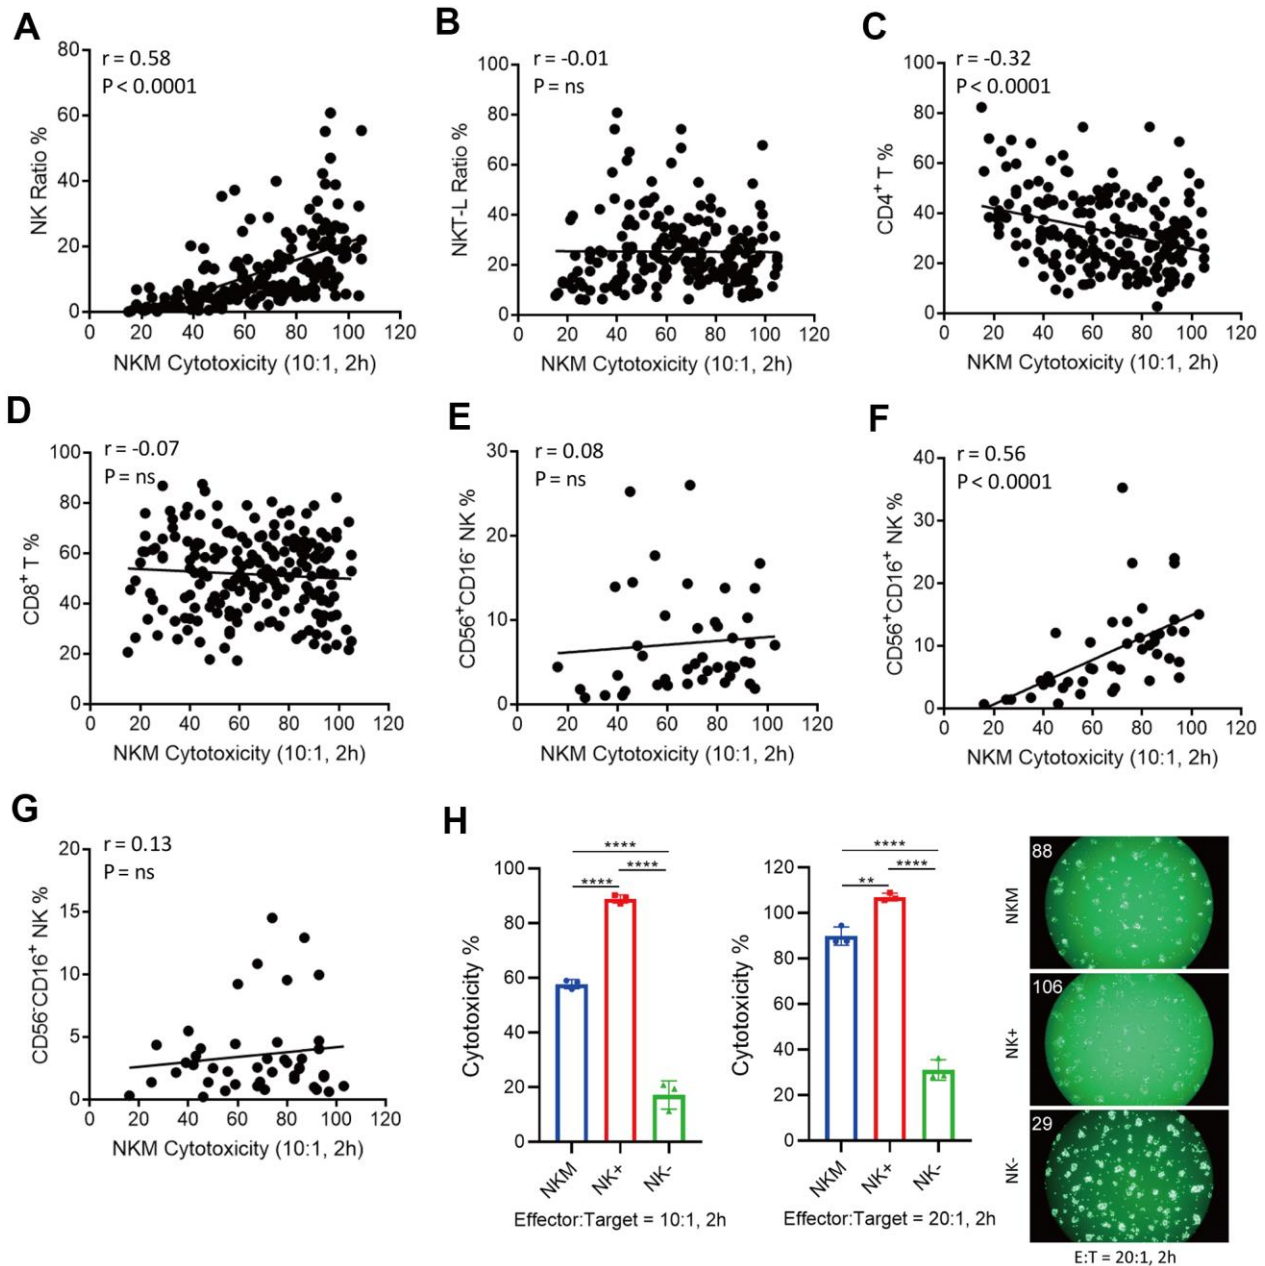 A
r = 0.58
P < 0.0001
NK Ratio %
80
60
40
20
0
0 20 40 60 80 100 120
NKM Cytotoxicity (10:1, 2h)
B
r = -0.01
P = ns
NKT-L Ratio %
100
80
60
40
20
0
0 20 40 60 80 100 120
NKM Cytotoxicity (10:1, 2h)
C
r = -0.32
P < 0.0001
CD4+ T %
100
80
60
40
20
0
0 20 40 60 80 100 120
NKM Cytotoxicity (10:1, 2h)
D
r = -0.07
P = ns
CD8+ T %
100
80
60
40
20
0
0 20 40 60 80 100 120
NKM Cytotoxicity (10:1, 2h)
E
r = 0.08
P = ns
CD56+CD16- NK %
30
20
10
0
0 20 40 60 80 100 120
NKM Cytotoxicity (10:1, 2h)
F
r = 0.56
P < 0.0001
CD56+CD16+ NK %
40
30
20
10
0
0 20 40 60 80 100 120
NKM Cytotoxicity (10:1, 2h)
G
r = 0.13
P = ns
CD56-CD16+ NK %
20
15
10
5
0
0 20 40 60 80 100 120
NKM Cytotoxicity (10:1, 2h)
H
****
****
****
Cytotoxicity %
100
80
60
40
20
0
NKM NK+ NK-
Effector:Target = 10:1, 2h
****
****
**
Cytotoxicity %
120
100
80
60
40
20
0
NKM NK+ NK-
Effector:Target = 20:1, 2h
NKM
88
NK+
106
NK-
29
E:T = 20:1, 2h